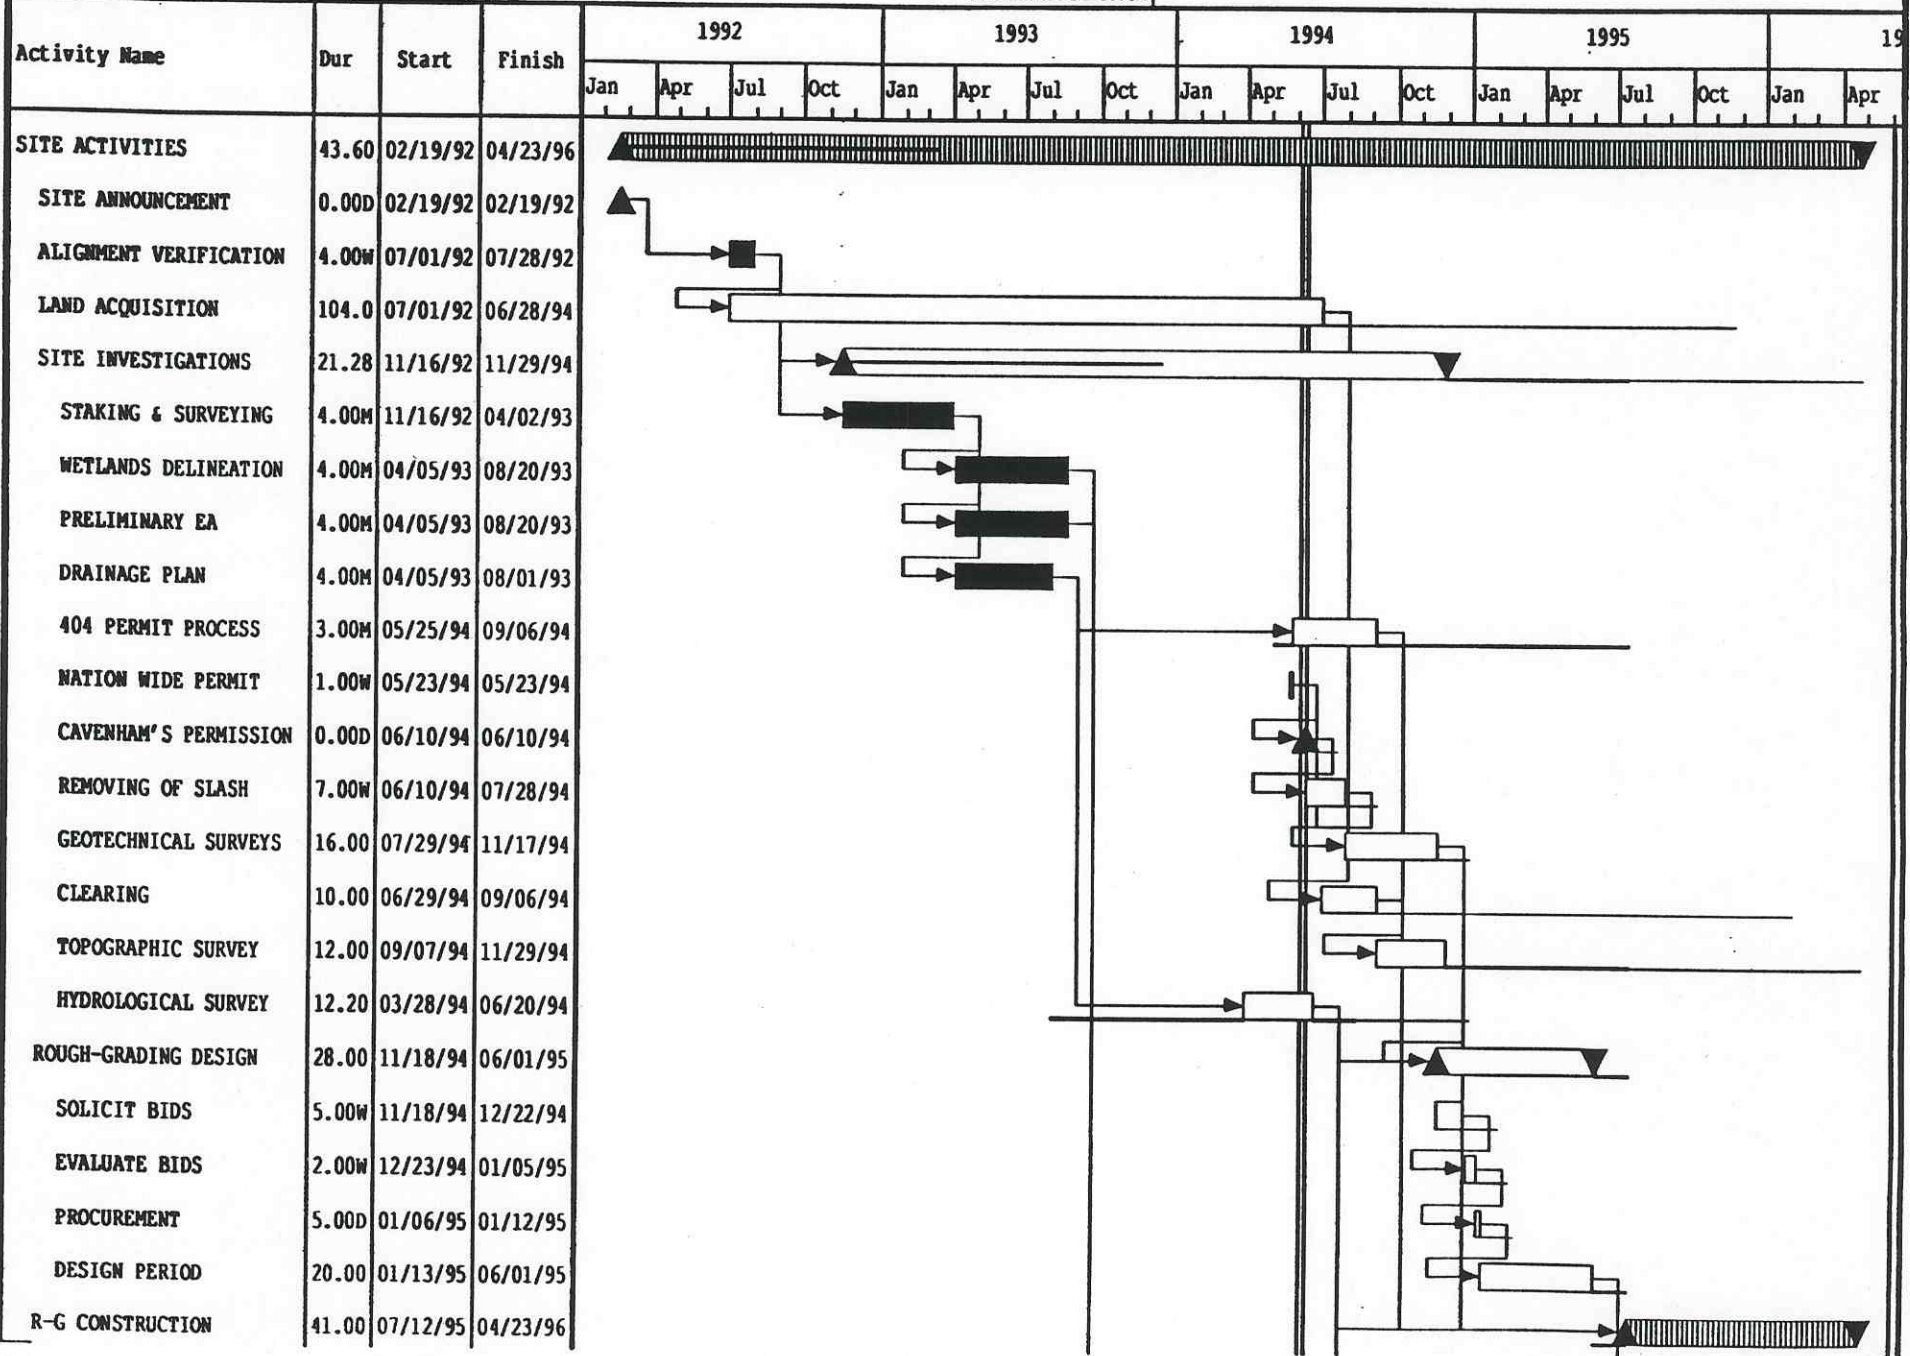 1992 1993 1994 1995 19
Activity Name Dur Start Finish
Jan Apr Jul Oct Jan Apr Jul Oct Jan Apr Jul Oct Jan Apr Jul Oct Jan Apr
SITE ACTIVITIES 43.60 02/19/92 04/23/96
SITE ANNOUNCEMENT 0.00D 02/19/92 02/19/92
ALIGNMENT VERIFICATION 4.00W 07/01/92 07/28/92
LAND ACQUISITION 104.0 07/01/92 06/28/94
SITE INVESTIGATIONS 21.28 11/16/92 11/29/94
STAKING & SURVEYING 4.00M 11/16/92 04/02/93
WETLANDS DELINEATION 4.00M 04/05/93 08/20/93
PRELIMINARY EA 4.00M 04/05/93 08/20/93
DRAINAGE PLAN 4.00M 04/05/93 08/01/93
404 PERMIT PROCESS 3.00M 05/25/94 09/06/94
NATION WIDE PERMIT 1.00W 05/23/94 05/23/94
CAVENHAM'S PERMISSION 0.00D 06/10/94 06/10/94
REMOVING OF SLASH 7.00W 06/10/94 07/28/94
GEOTECHNICAL SURVEYS 16.00 07/29/94 11/17/94
CLEARING 10.00 06/29/94 09/06/94
TOPOGRAPHIC SURVEY 12.00 09/07/94 11/29/94
HYDROLOGICAL SURVEY 12.20 03/28/94 06/20/94
ROUGH-GRADING DESIGN 28.00 11/18/94 06/01/95
SOLICIT BIDS 5.00W 11/18/94 12/22/94
EVALUATE BIDS 2.00W 12/23/94 01/05/95
PROCUREMENT 5.00D 01/06/95 01/12/95
DESIGN PERIOD 20.00 01/13/95 06/01/95
R-G CONSTRUCTION 41.00 07/12/95 04/23/96